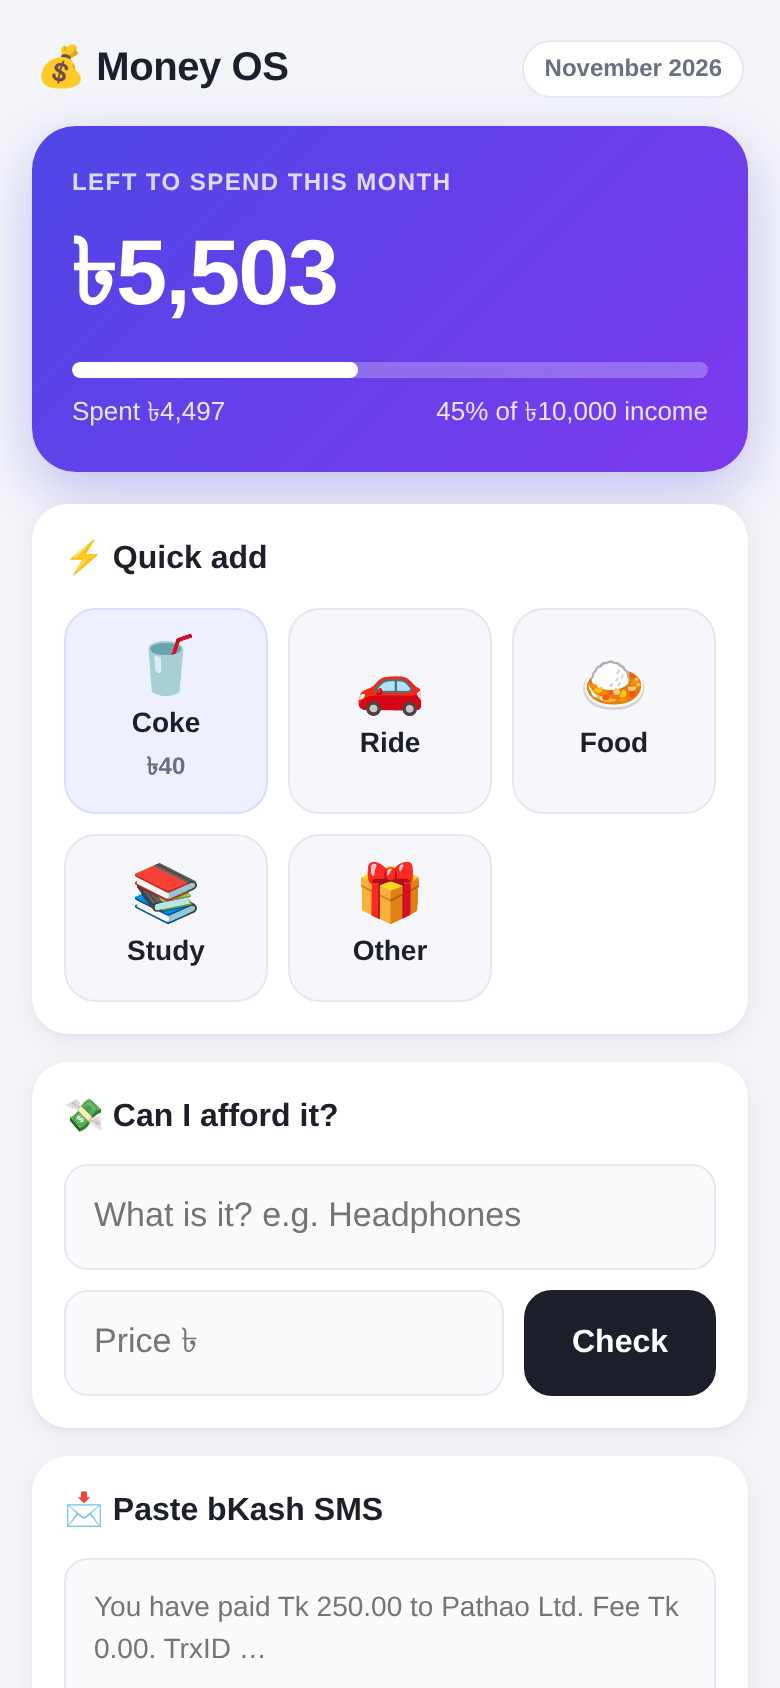 💰 Money OS
November 2026
LEFT TO SPEND THIS MONTH
৳5,503
Spent ৳4,497
45% of ৳10,000 income
⚡ Quick add
Coke
৳40
Ride
Food
Study
Other
💸 Can I afford it?
What is it? e.g. Headphones
Price ৳
Check
📩 Paste bKash SMS
You have paid Tk 250.00 to Pathao Ltd. Fee Tk
0.00. TrxID …